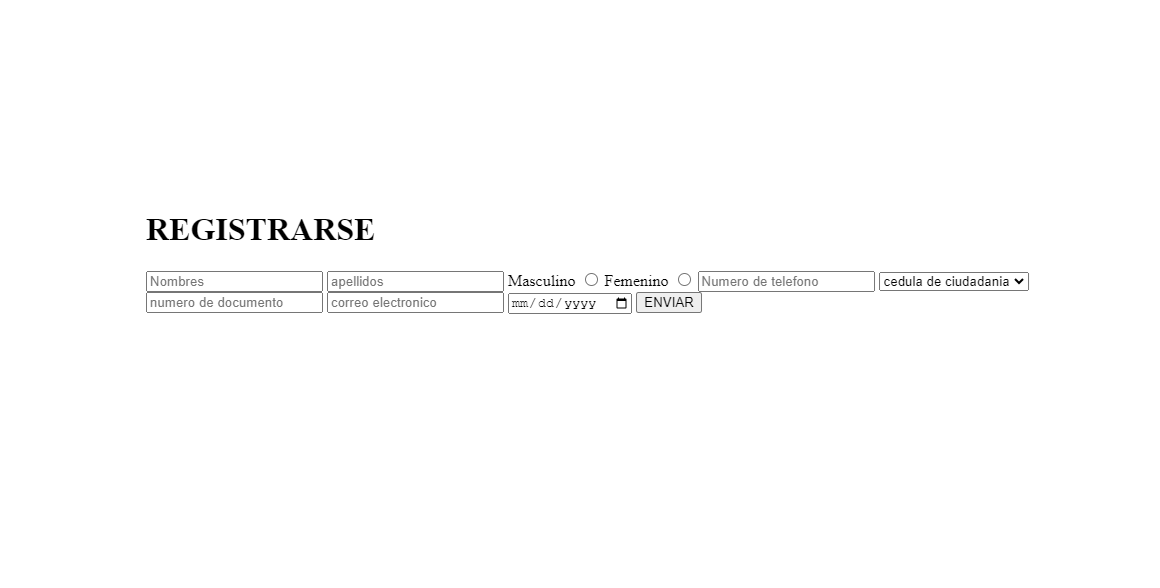 REGISTRARSE
Nombres apellidos Masculino Femenino Numero de telefono cedula de ciudadania
numero de documento correo electronico mm/dd/yyyy ENVIAR